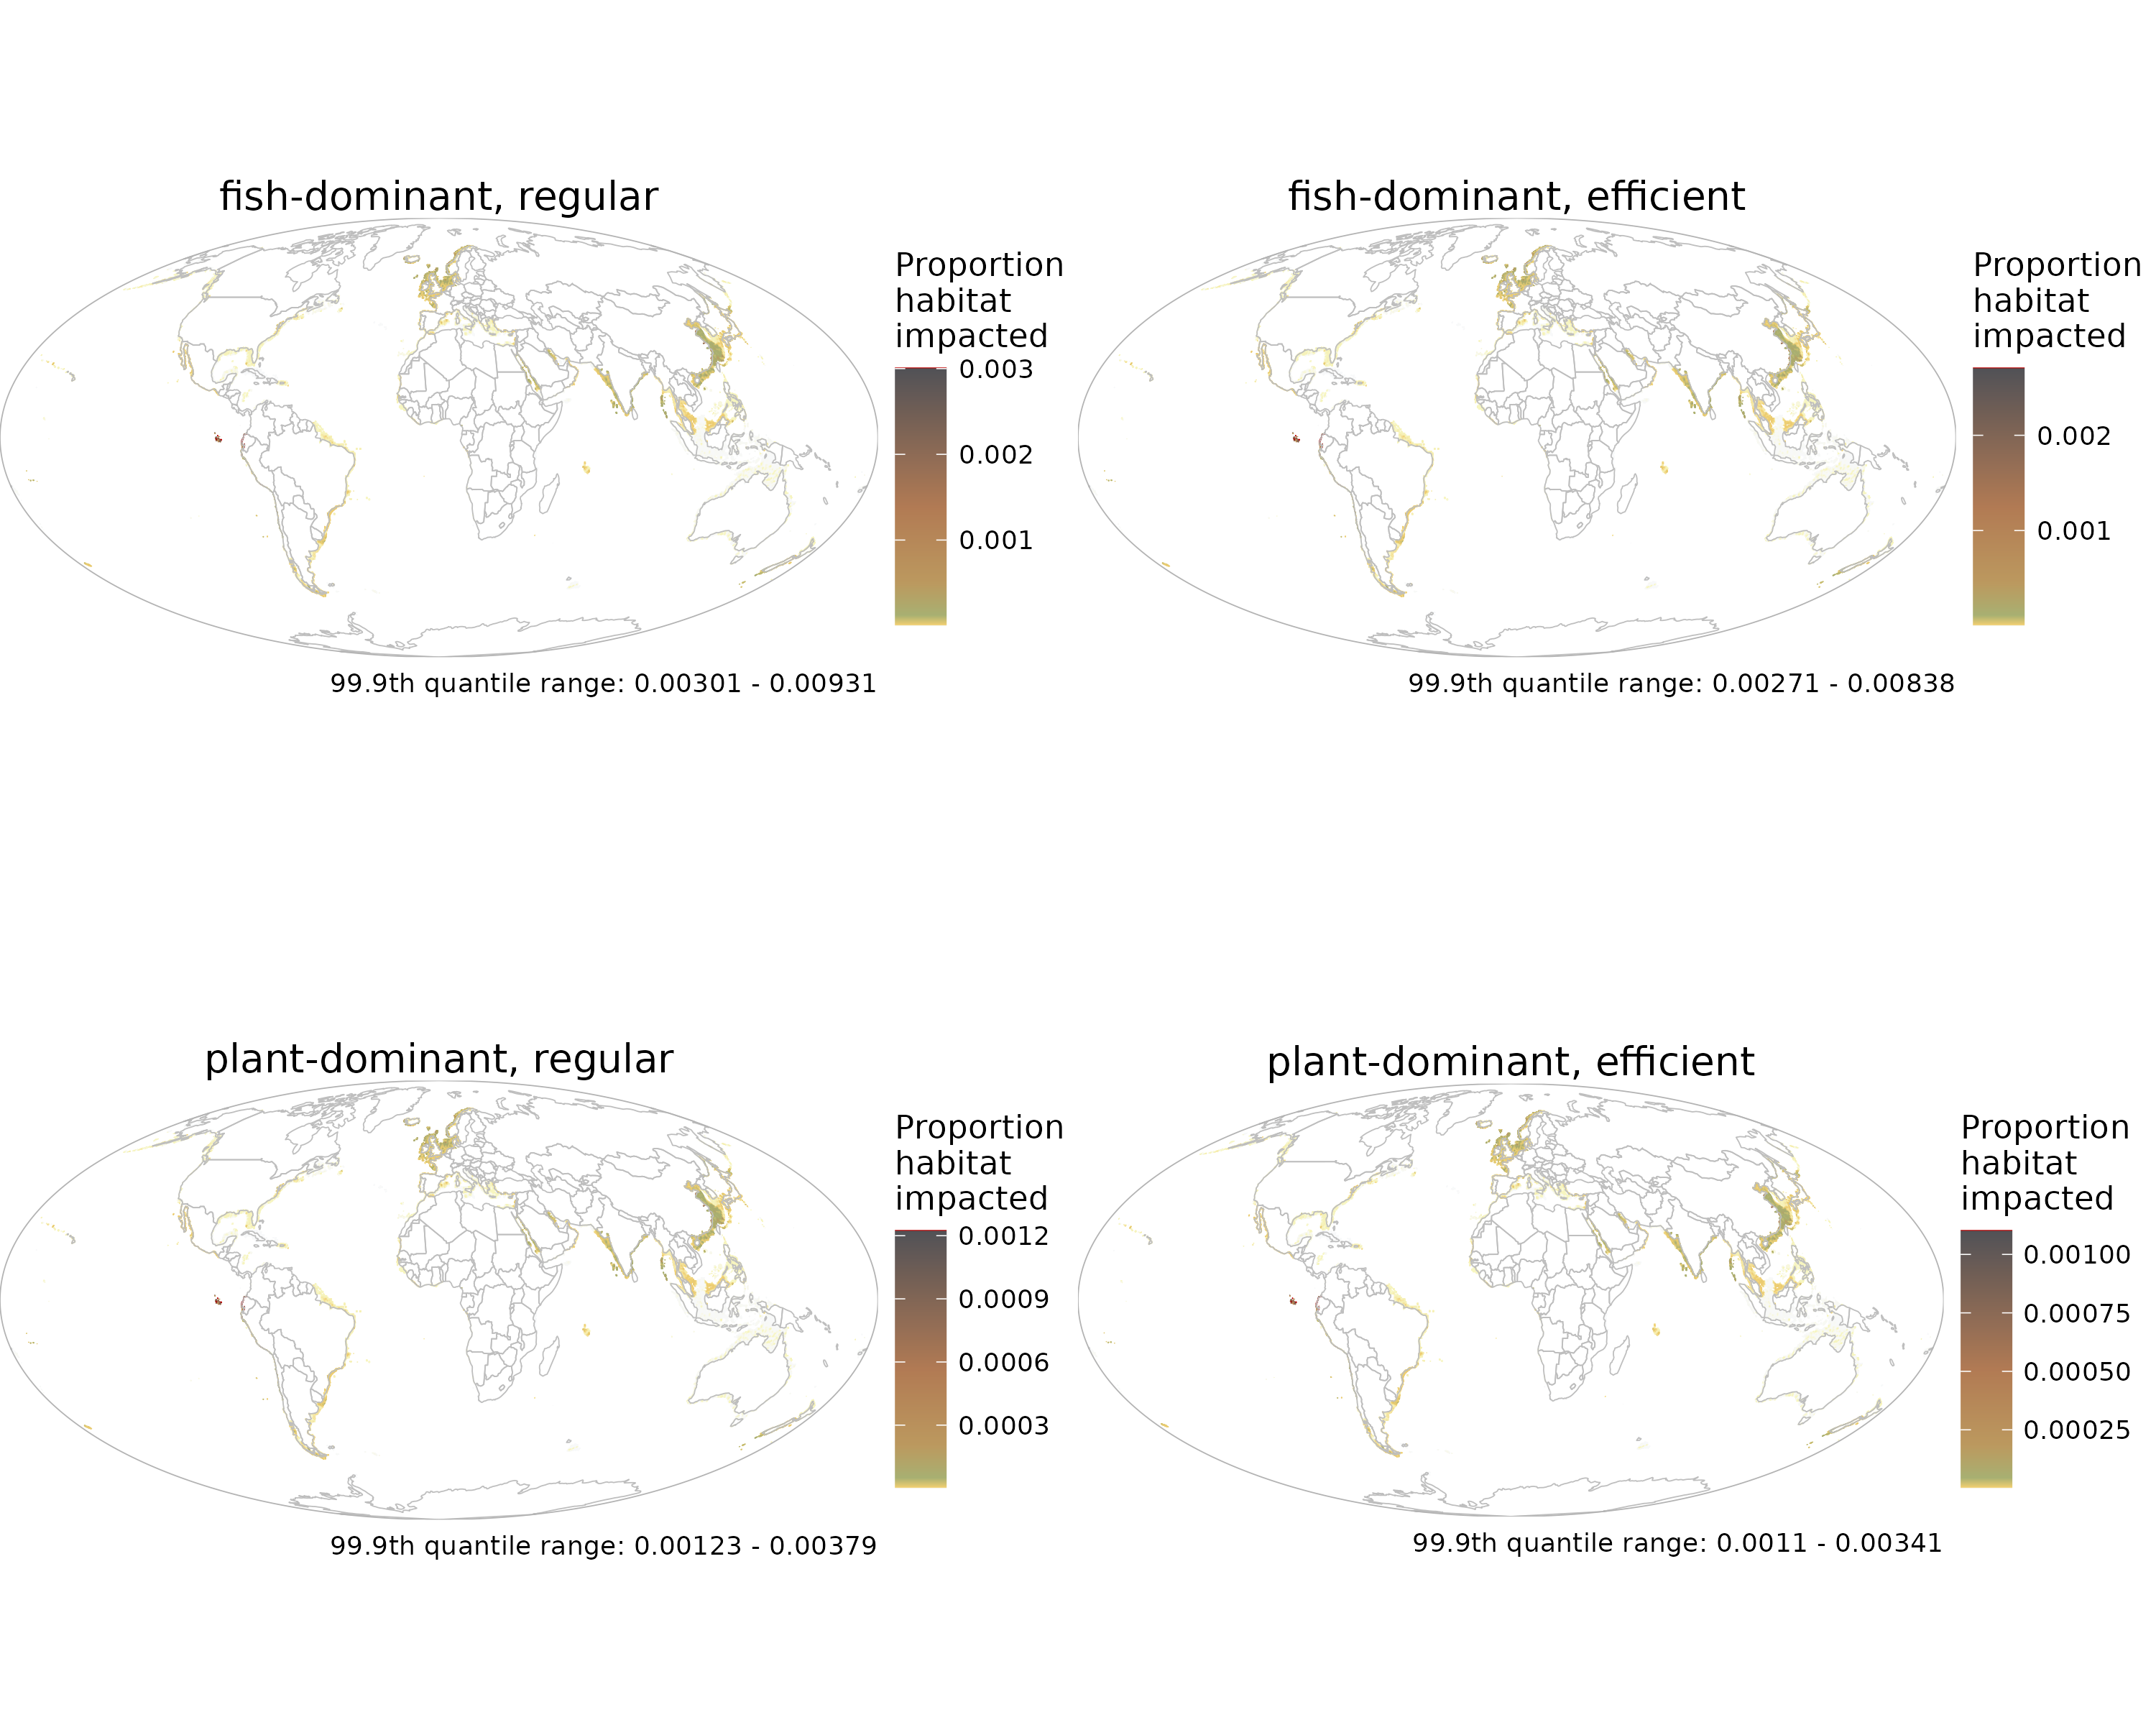 fish-dominant, regular
Proportion
habitat
impacted
0.003
0.002
0.001
99.9th quantile range: 0.00301 - 0.00931
fish-dominant, efficient
Proportion
habitat
impacted
0.002
0.001
99.9th quantile range: 0.00271 - 0.00838
plant-dominant, regular
Proportion
habitat
impacted
0.0012
0.0009
0.0006
0.0003
99.9th quantile range: 0.00123 - 0.00379
plant-dominant, efficient
Proportion
habitat
impacted
0.00100
0.00075
0.00050
0.00025
99.9th quantile range: 0.0011 - 0.00341